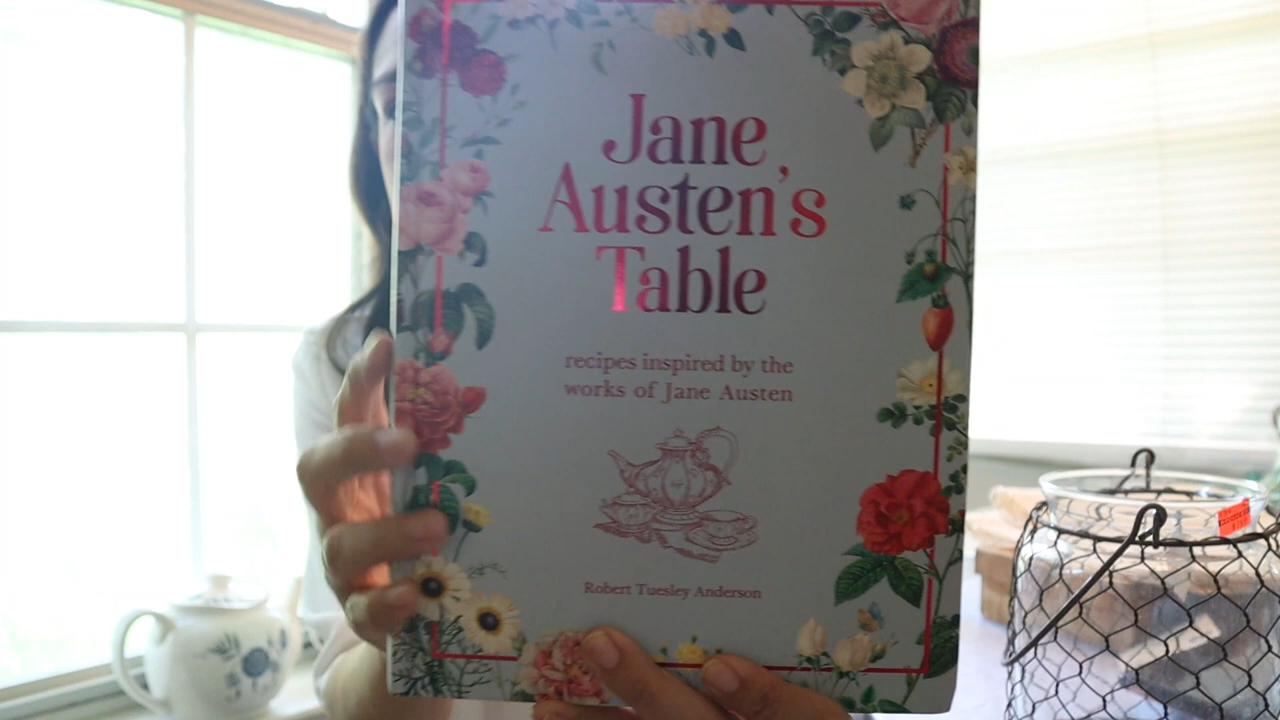 Jane
Austen's
Table
recipes inspired by the
works of Jane Austen
Robert Tuesley Anderson